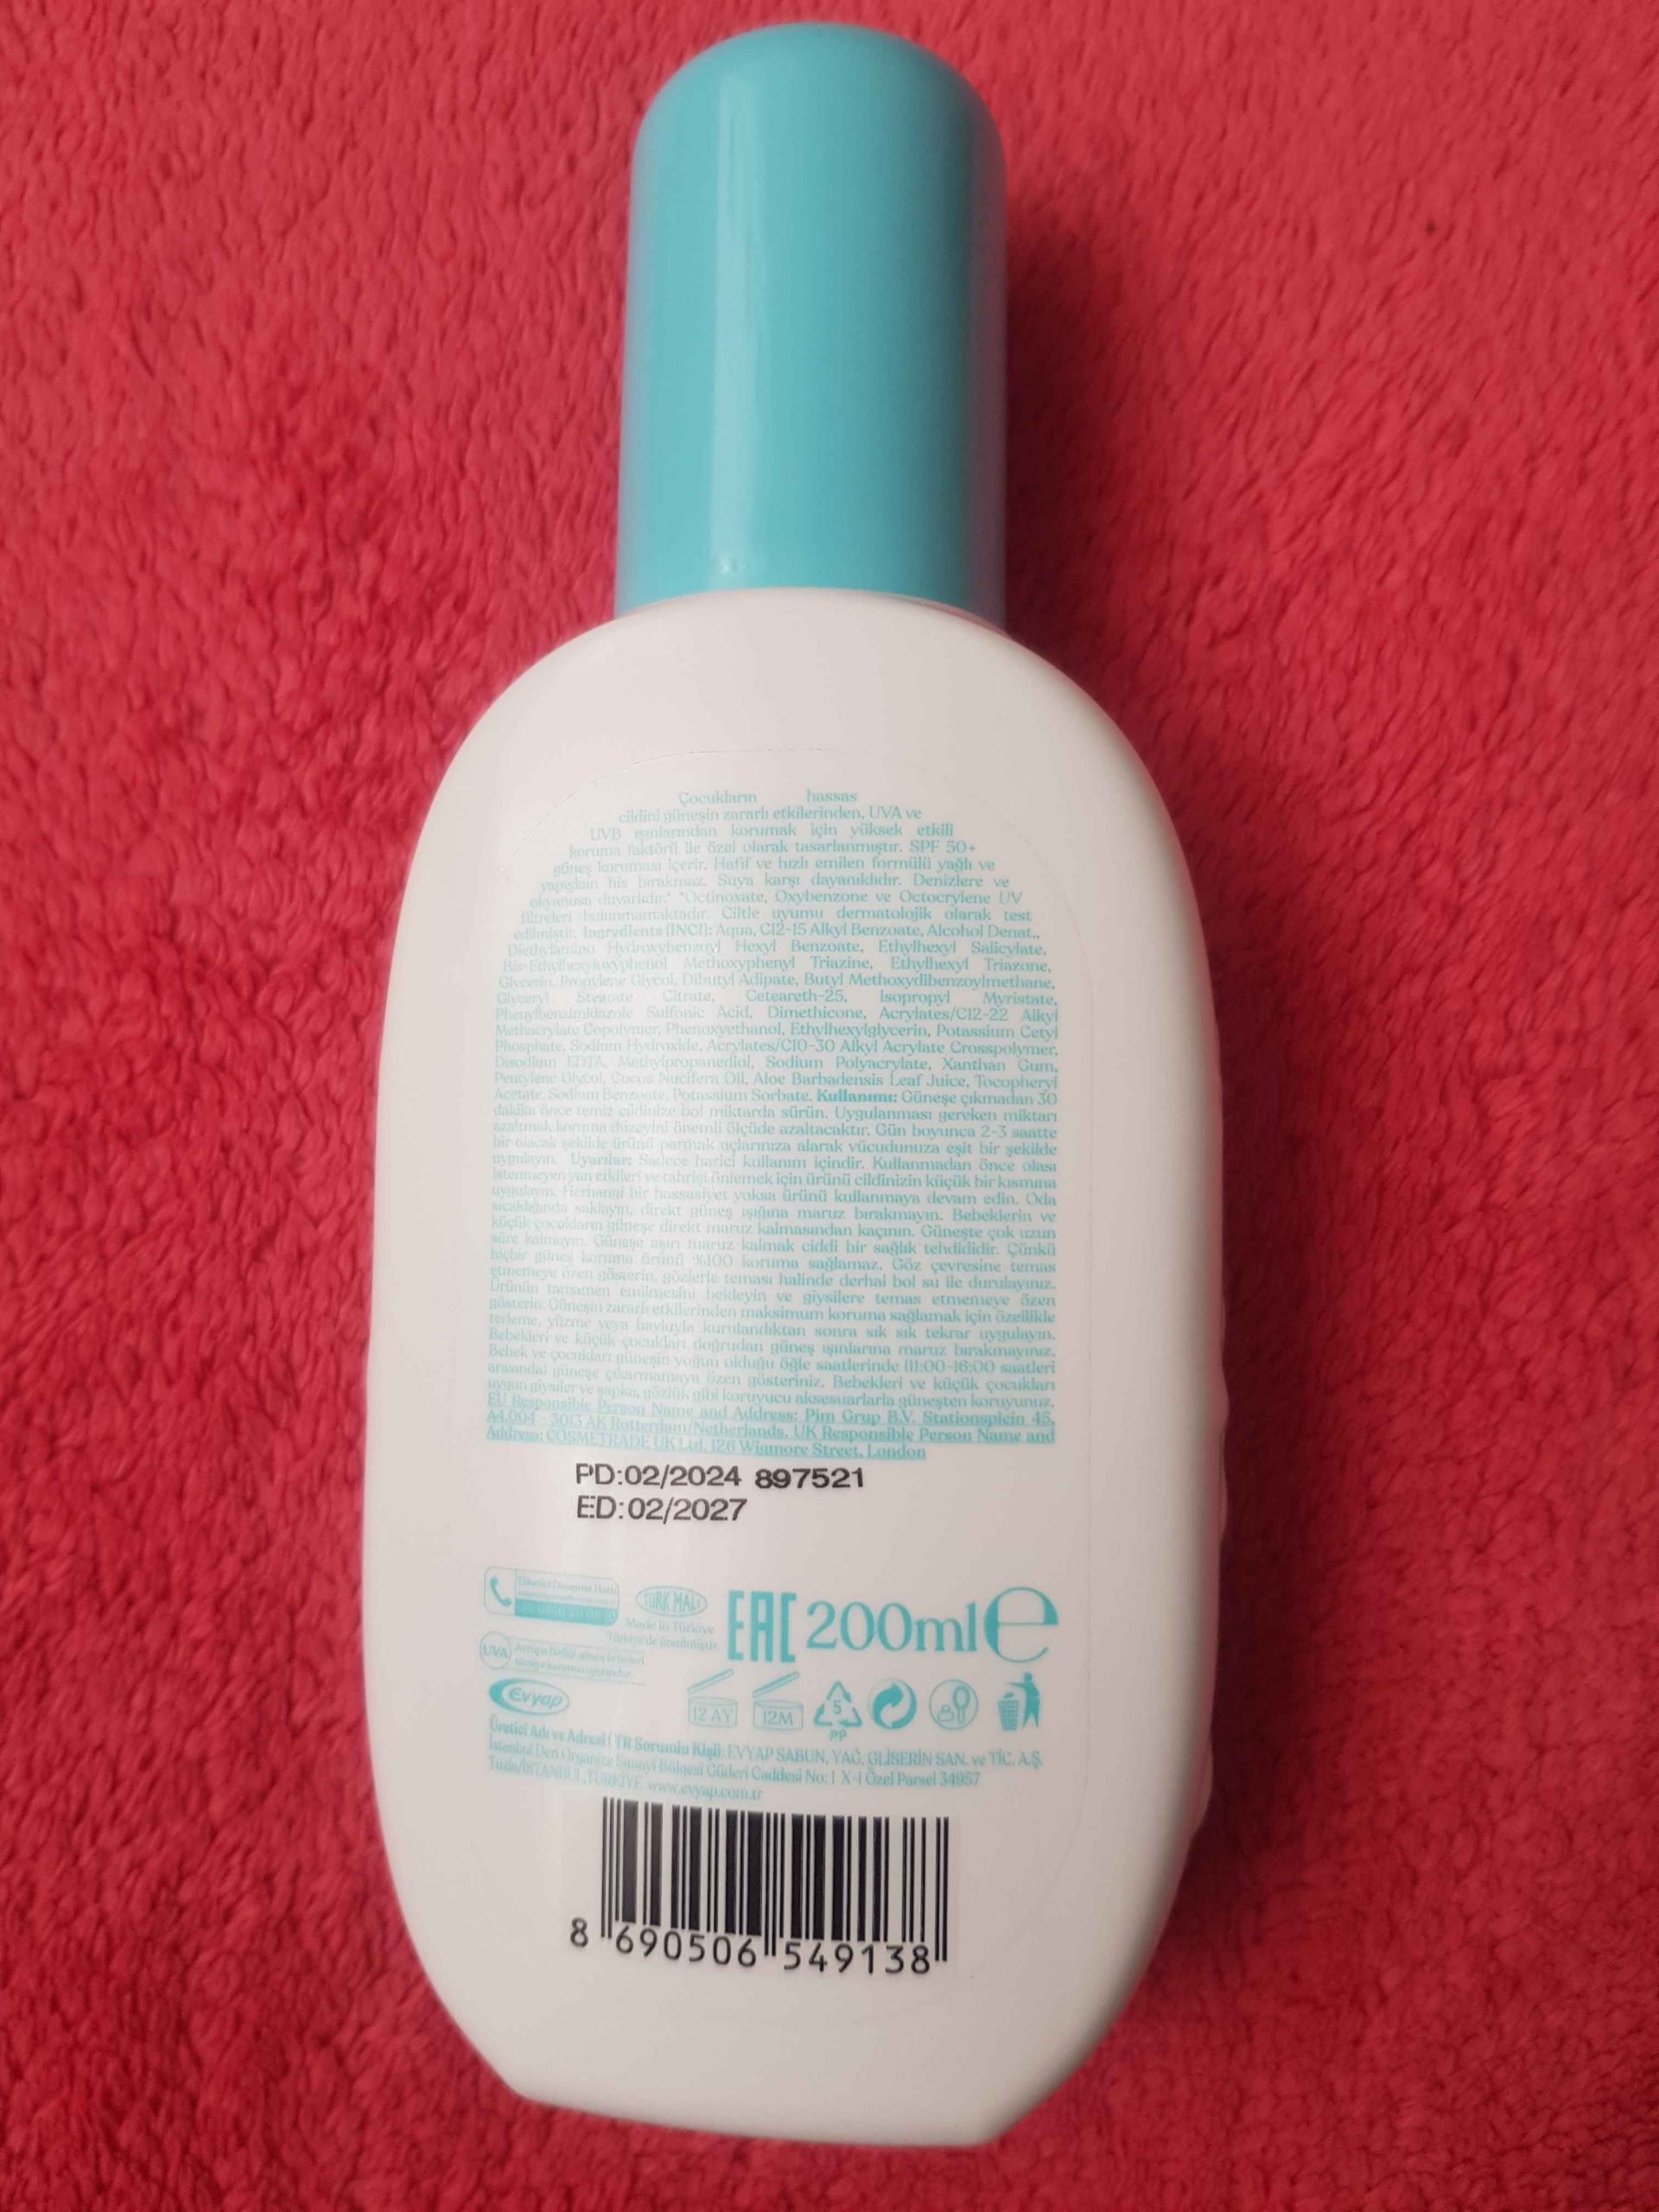 Çocukların hassas
cildini güneşin zararlı etkilerinden, UVA ve
UVB ışınlarından korumak için yüksek etkili
koruma faktörü ile özel olarak tasarlanmıştır. SPF 50+
güneş koruması içerir. Hafif ve hızlı emilen formülü yağlı ve
yapışkan his bırakmaz. Suya karşı dayanıklıdır. Denizlere ve
okyanusa duyarlıdır.* *Octinoxate, Oxybenzone ve Octocrylene UV
filtreleri bulunmamaktadır. Ciltle uyumu dermatolojik olarak test
edilmiştir. Ingredients (INCI): Aqua, C12-15 Alkyl Benzoate, Alcohol Denat.,
Diethylamino Hydroxybenzoyl Hexyl Benzoate, Ethylhexyl Salicylate,
Bis-Ethylhexyloxyphenol Methoxyphenyl Triazine, Ethylhexyl Triazone,
Glycerin, Propylene Glycol, Dibutyl Adipate, Butyl Methoxydibenzoylmethane,
Glyceryl Stearate Citrate, Ceteareth-25, Isopropyl Myristate,
Phenylbenzimidazole Sulfonic Acid, Dimethicone, Acrylates/C12-22 Alkyl
Methacrylate Copolymer, Phenoxyethanol, Ethylhexylglycerin, Potassium Cetyl
Phosphate, Sodium Hydroxide, Acrylates/C10-30 Alkyl Acrylate Crosspolymer,
Disodium EDTA, Methylpropanediol, Sodium Polyacrylate, Xanthan Gum,
Pentylene Glycol, Cocos Nucifera Oil, Aloe Barbadensis Leaf Juice, Tocopheryl
Acetate, Sodium Benzoate, Potassium Sorbate. Kullanımı: Güneşe çıkmadan 30
dakika önce temiz cildinize bol miktarda sürün. Uygulanması gereken miktarı
azaltmak koruma düzeyini önemli ölçüde azaltacaktır. Gün boyunca 2-3 saatte
bir olacak şekilde ürünü parmak uçlarınıza alarak vücudunuza eşit bir şekilde
uygulayın. Uyarılar: Sadece harici kullanım içindir. Kullanmadan önce olası
istenmeyen yan etkileri ve tahrişi önlemek için ürünü cildinizin küçük bir kısmına
uygulayın. Herhangi bir hassasiyet yoksa ürünü kullanmaya devam edin. Oda
sıcaklığında saklayın, direkt güneş ışığına maruz bırakmayın. Bebeklerin ve
küçük çocukların güneşe direkt maruz kalmasından kaçının. Güneşte çok uzun
süre kalmayın. Güneşe aşırı maruz kalmak ciddi bir sağlık tehdididir. Çünkü
hiçbir güneş koruma ürünü %100 koruma sağlamaz. Göz çevresine temas
etmemeye özen gösterin, gözlerle teması halinde derhal bol su ile durulayınız.
Ürünün tamamen emilmesini bekleyin ve giysilere temas etmemeye özen
gösterin. Güneşin zararlı etkilerinden maksimum koruma sağlamak için özellikle
terleme, yüzme veya havluyla kurulandıktan sonra sık sık tekrar uygulayın.
Bebekleri ve küçük çocukları doğrudan güneş ışınlarına maruz bırakmayınız.
Bebek ve çocukları güneşin yoğun olduğu öğle saatlerinde (11:00-16:00 saatleri
arasında) güneşe çıkarmamaya özen gösteriniz. Bebekleri ve küçük çocukları
uygun giysiler ve şapka, gözlük gibi koruyucu aksesuarlarla güneşten koruyunuz.
EU Responsible Person Name and Address: Pim Grup B.V. Stationsplein 45,
A4.004 - 3013 AK Rotterdam/Netherlands, UK Responsible Person Name and
Address: COSMETRADE UK Ltd. 126 Wigmore Street, London
PD:02/2024 897521
ED:02/2027
Tüketici Danışma Hattı
TÜRK MALI
Made in Türkiye
Türkiye'de üretilmiştir.
EAC 200ml e
UVA
Avrupa Birliği güneş ürünleri
Evyap
12 AY 12M 5
PP
Üretici Adı ve Adresi ( TR Sorumlu Kişi): EVYAP SABUN, YAĞ, GLİSERİN SAN. ve TİC. A.Ş.
İstanbul Deri Organize Sanayi Bölgesi Güderi Caddesi No: 1 X-1 Özel Parsel 34957
Tuzla/İSTANBUL, TÜRKİYE www.evyap.com.tr
8 690506 549138